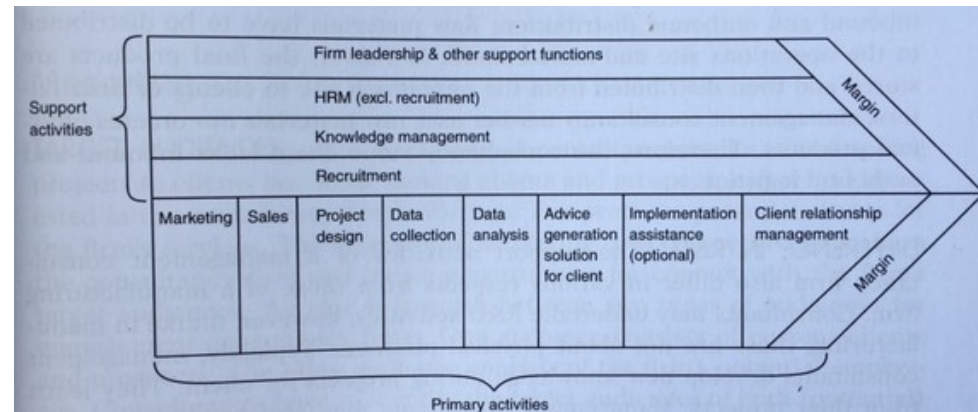 Firm leadership & other support functions
HRM (excl. recruitment)
Support
activities
Knowledge management
Recruitment
Margin
Marketing
Sales
Project
design
Data
collection
Data
analysis
Advice
generation
solution
for client
Implementation
assistance
(optional)
Client relationship
management
Margin
Primary activities